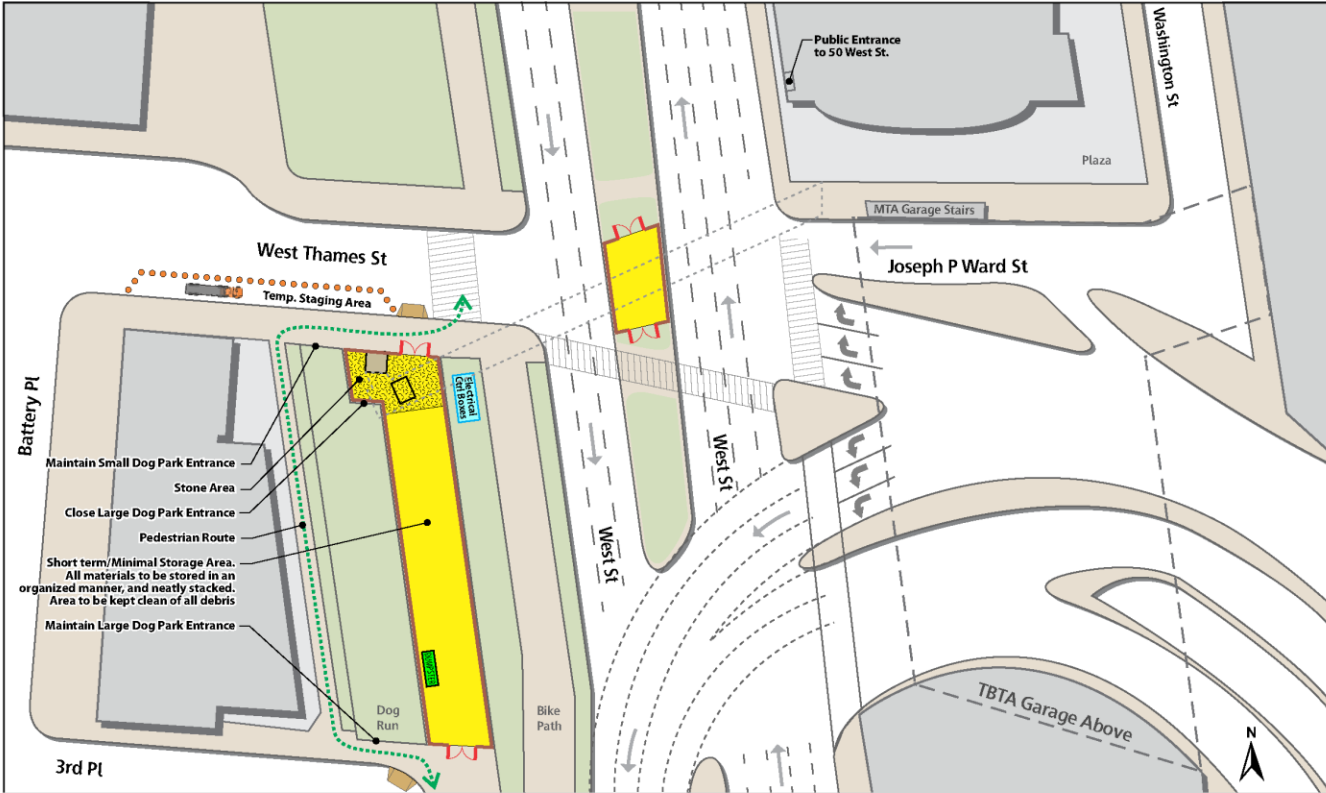 Public Entrance
to 50 West St.
Washington St
Plaza
MTA Garage Stairs
West Thames St
Joseph P Ward St
Temp. Staging Area
Electrical
Ctrl Boxes
Battery Pl
Maintain Small Dog Park Entrance
Stone Area
Close Large Dog Park Entrance
Pedestrian Route
Short term/Minimal Storage Area.
All materials to be stored in an
organized manner, and neatly stacked.
Area to be kept clean of all debris
Maintain Large Dog Park Entrance
West St
West St
DUMPSTER
Dog
Run
Bike
Path
TBTA Garage Above
3rd Pl
N